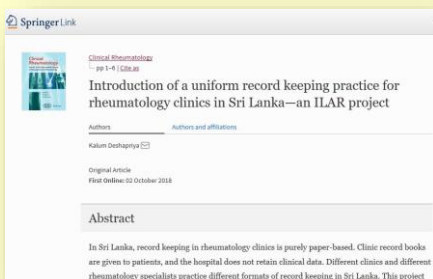 SpringerLink
Clinical Rheumatology
Clinical Rheumatology
pp 1–6 | Cite as
Introduction of a uniform record keeping practice for
rheumatology clinics in Sri Lanka—an ILAR project
Authors Authors and affiliations
Kalum Deshapriya
Original Article
First Online: 02 October 2018
Abstract
In Sri Lanka, record keeping in rheumatology clinics is purely paper-based. Clinic record books
are given to patients, and the hospital does not retain clinical data. Different clinics and different
rheumatology specialists practice different formats of record keeping in Sri Lanka. This project